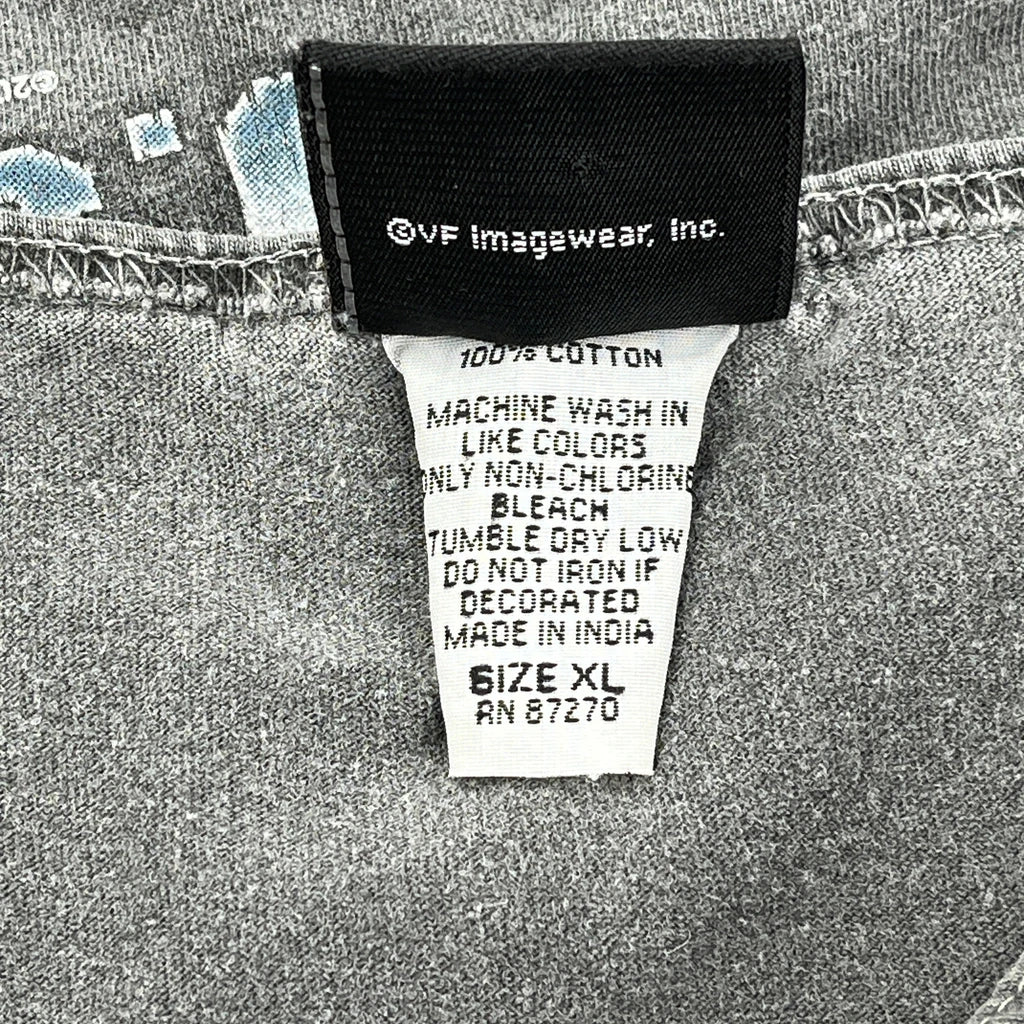 ©VF Imagewear, Inc.
100% COTTON
MACHINE WASH IN
LIKE COLORS
ONLY NON-CHLORINE
BLEACH
TUMBLE DRY LOW
DO NOT IRON IF
DECORATED
MADE IN INDIA
SIZE XL
RN 87270